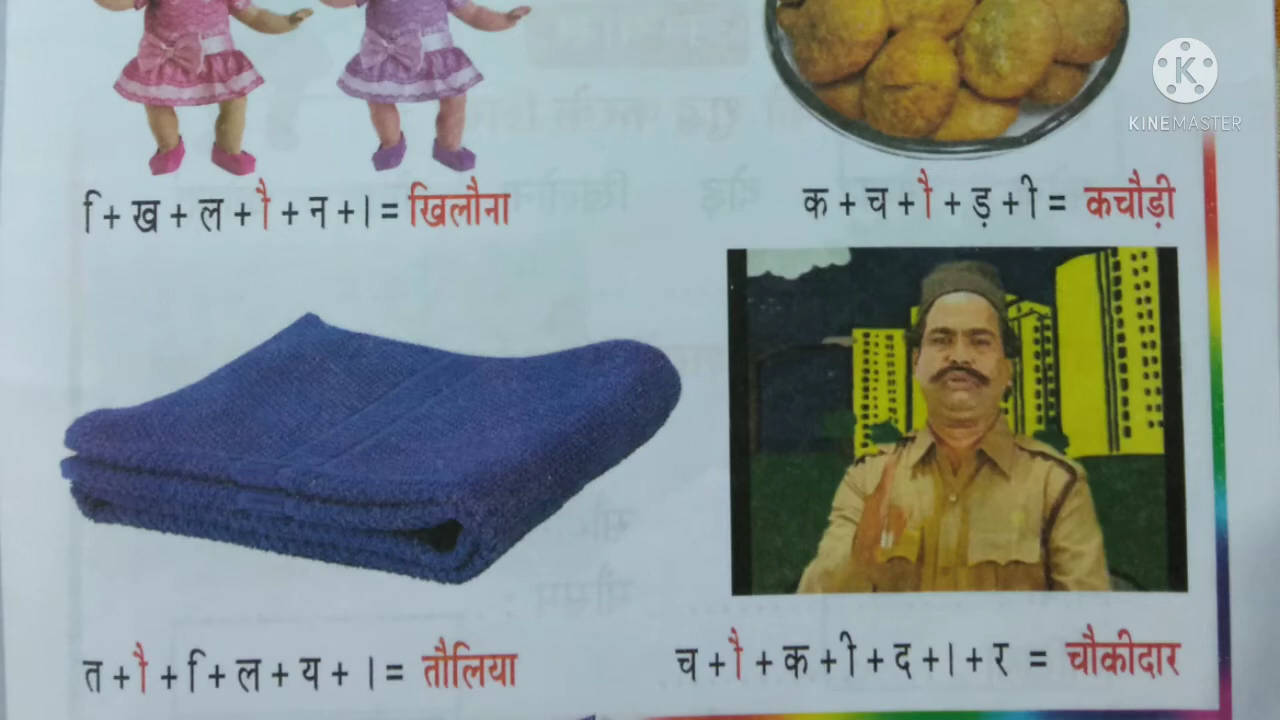 KINEMASTER
ि + ख + ल + ौ + न + ा = खिलौना
क + च + ौ + ड़ + ी = कचौड़ी
त + ौ + ि + ल + य + ा = तौलिया
च + ौ + क + ी + द + ा + र = चौकीदार